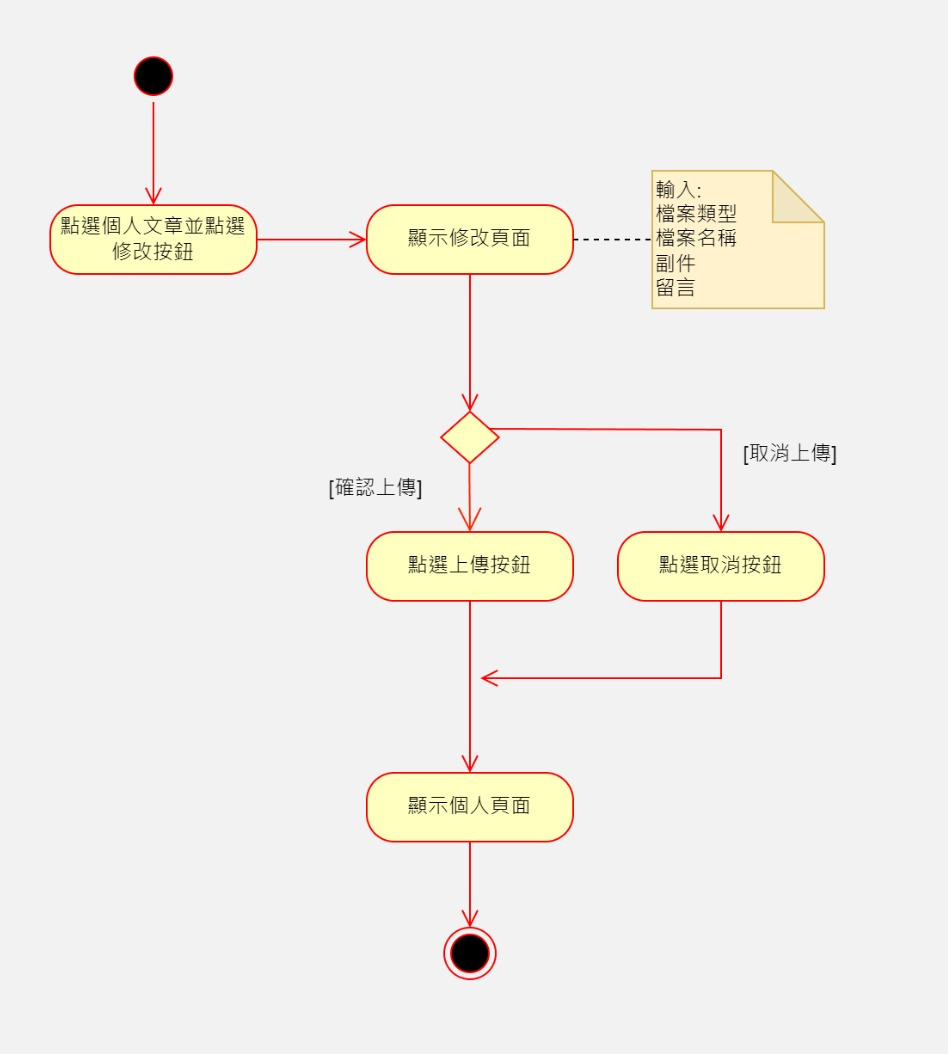 點選個人文章並點選
修改按鈕
顯示修改頁面
輸入:
檔案類型
檔案名稱
副件
留言
[取消上傳]
[確認上傳]
點選上傳按鈕
點選取消按鈕
顯示個人頁面